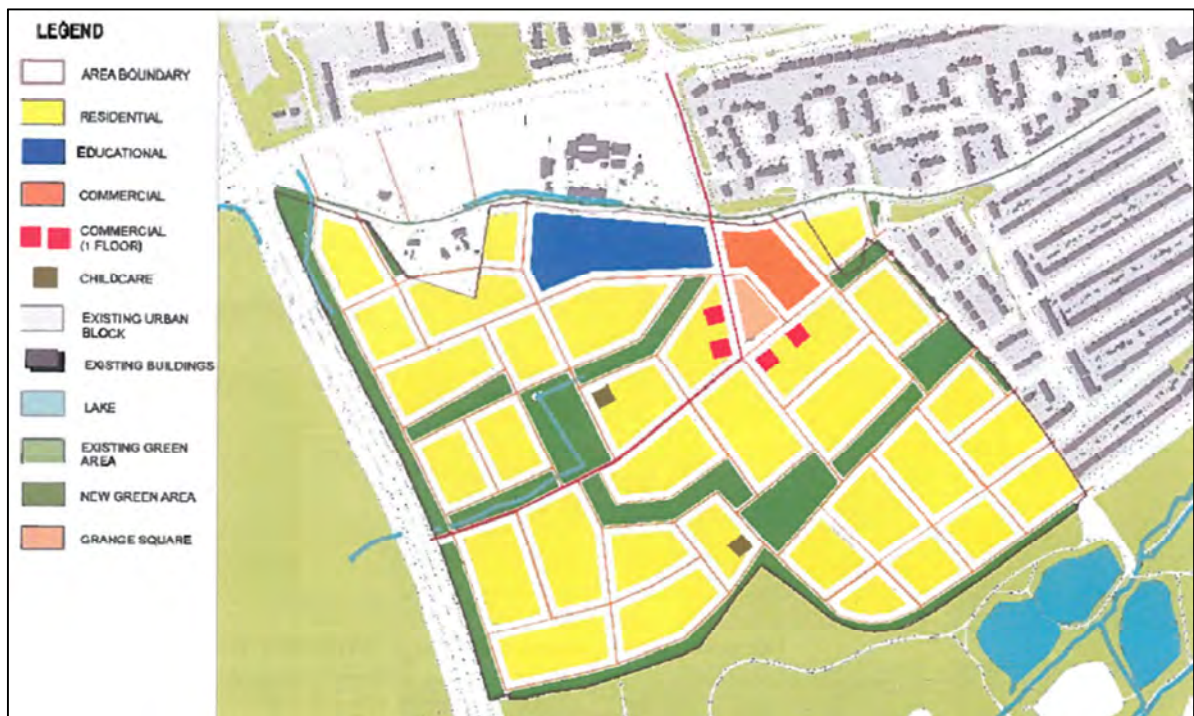 LEGEND
AREA BOUNDARY
RESIDENTIAL
EDUCATIONAL
COMMERCIAL
COMMERCIAL
(1 FLOOR)
CHILDCARE
EXISTING URBAN
BLOCK
EXISTING BUILDINGS
LAKE
EXISTING GREEN
AREA
NEW GREEN AREA
GRANGE SQUARE